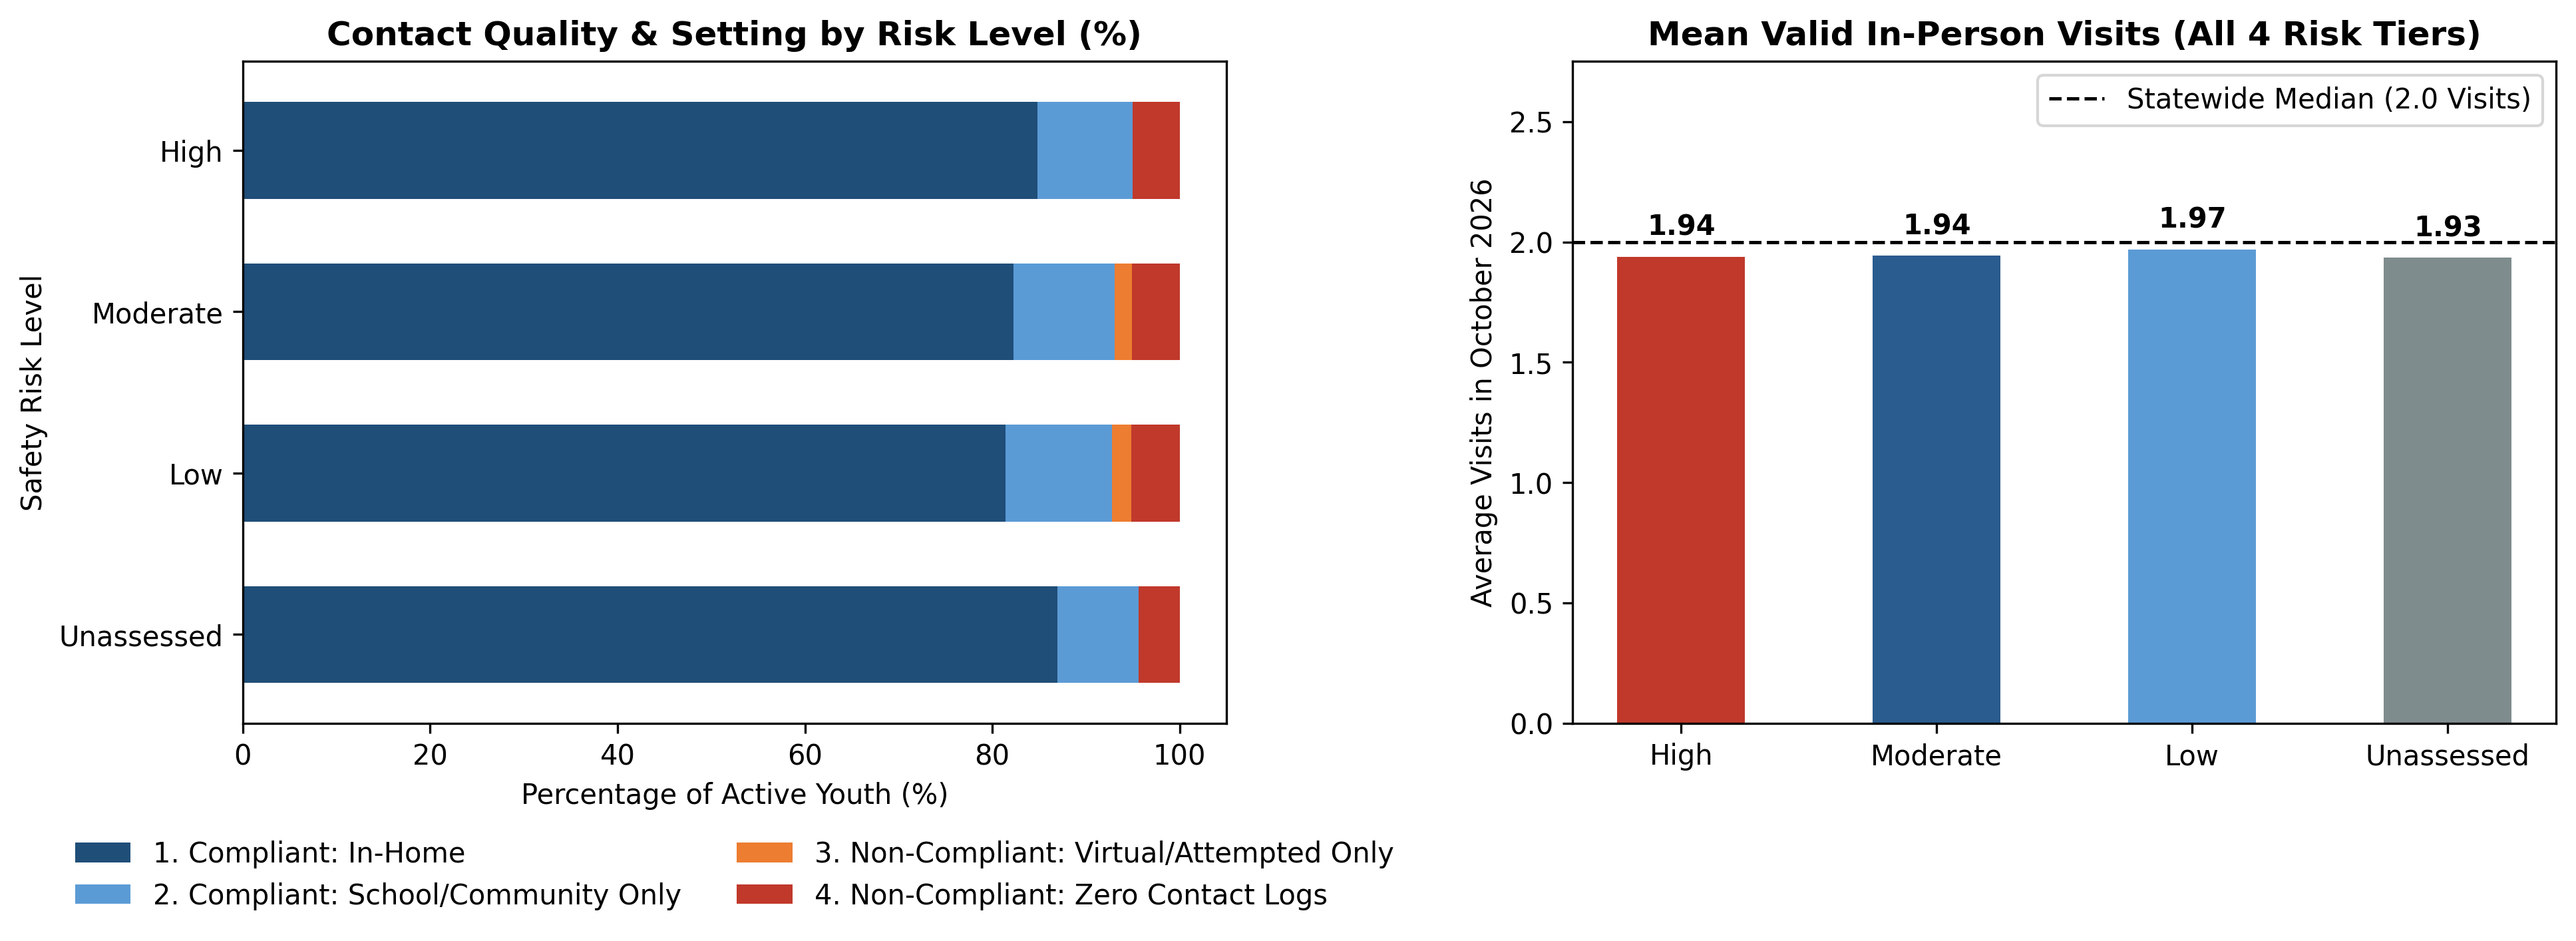 Contact Quality & Setting by Risk Level (%)
Safety Risk Level
High
Moderate
Low
Unassessed
0 20 40 60 80 100
Percentage of Active Youth (%)
1. Compliant: In-Home
2. Compliant: School/Community Only
3. Non-Compliant: Virtual/Attempted Only
4. Non-Compliant: Zero Contact Logs
Mean Valid In-Person Visits (All 4 Risk Tiers)
Statewide Median (2.0 Visits)
Average Visits in October 2026
2.5
2.0
1.5
1.0
0.5
0.0
1.94 1.94 1.97 1.93
High Moderate Low Unassessed